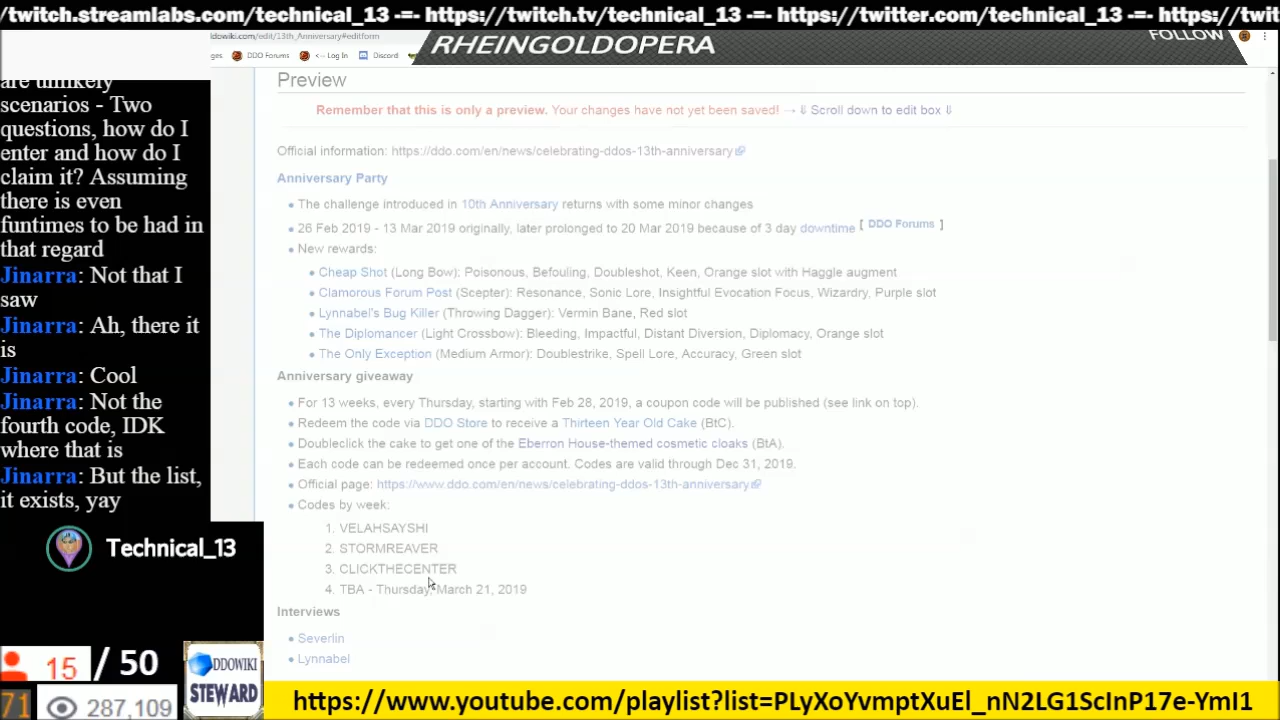 /twitch.streamlabs.com/technical_13 -=- https://twitch.tv/technical_13 -=- https://twitter.com/technical_13 -=- https://twit
dowiki.com/edit/13th_Anniversary#editform
RHEINGOLDOPERA
FOLLOW
ges
DDO Forums
<-- Log In
Discord
are unlikely
scenarios - Two
questions, how do I
enter and how do I
claim it? Assuming
there is even
funtimes to be had in
that regard
Jinarra: Not that I
saw
Jinarra: Ah, there it
is
Jinarra: Cool
Jinarra: Not the
fourth code, IDK
where that is
Jinarra: But the list,
it exists, yay
Preview
Remember that this is only a preview. Your changes have not yet been saved! → ⇓ Scroll down to edit box ⇓
Official information: https://ddo.com/en/news/celebrating-ddos-13th-anniversary
Anniversary Party
The challenge introduced in 10th Anniversary returns with some minor changes
26 Feb 2019 - 13 Mar 2019 originally, later prolonged to 20 Mar 2019 because of 3 day downtime [ DDO Forums ]
New rewards:
Cheap Shot (Long Bow): Poisonous, Befouling, Doubleshot, Keen, Orange slot with Haggle augment
Clamorous Forum Post (Scepter): Resonance, Sonic Lore, Insightful Evocation Focus, Wizardry, Purple slot
Lynnabel's Bug Killer (Throwing Dagger): Vermin Bane, Red slot
The Diplomancer (Light Crossbow): Bleeding, Impactful, Distant Diversion, Diplomacy, Orange slot
The Only Exception (Medium Armor): Doublestrike, Spell Lore, Accuracy, Green slot
Anniversary giveaway
For 13 weeks, every Thursday, starting with Feb 28, 2019, a coupon code will be published (see link on top).
Redeem the code via DDO Store to receive a Thirteen Year Old Cake (BtC).
Doubleclick the cake to get one of the Eberron House-themed cosmetic cloaks (BtA).
Each code can be redeemed once per account. Codes are valid through Dec 31, 2019.
Official page: https://www.ddo.com/en/news/celebrating-ddos-13th-anniversary
Codes by week:
1. VELAHSAYSHI
2. STORMREAVER
3. CLICKTHECENTER
4. TBA - Thursday, March 21, 2019
Interviews
Severlin
Lynnabel
Technical_13
15 / 50
71
287,109
DDOWIKI
STEWARD
https://www.youtube.com/playlist?list=PLyXoYvmptXuEl_nN2LG1ScInP17e-YmI1